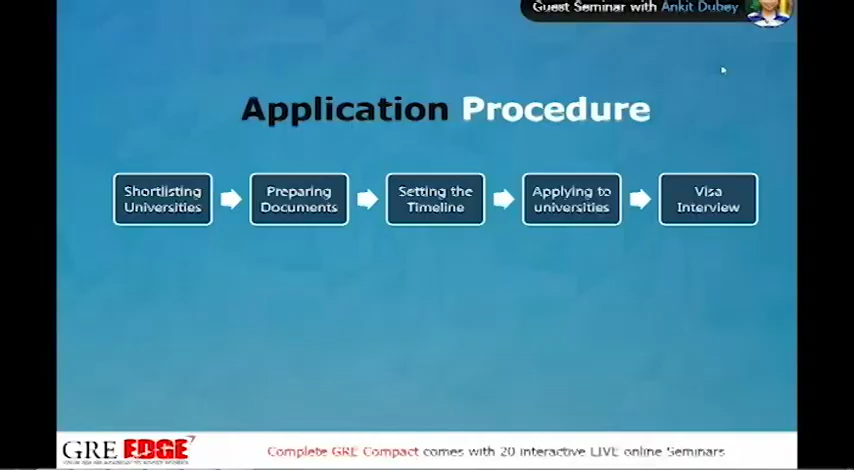 Guest Seminar with Ankit Dubey
Application Procedure
Shortlisting
Universities
Preparing
Documents
Setting the
Timeline
Applying to
universities
Visa
Interview
GRE EDGE
Complete GRE Compact comes with 20 interactive LIVE online Seminars